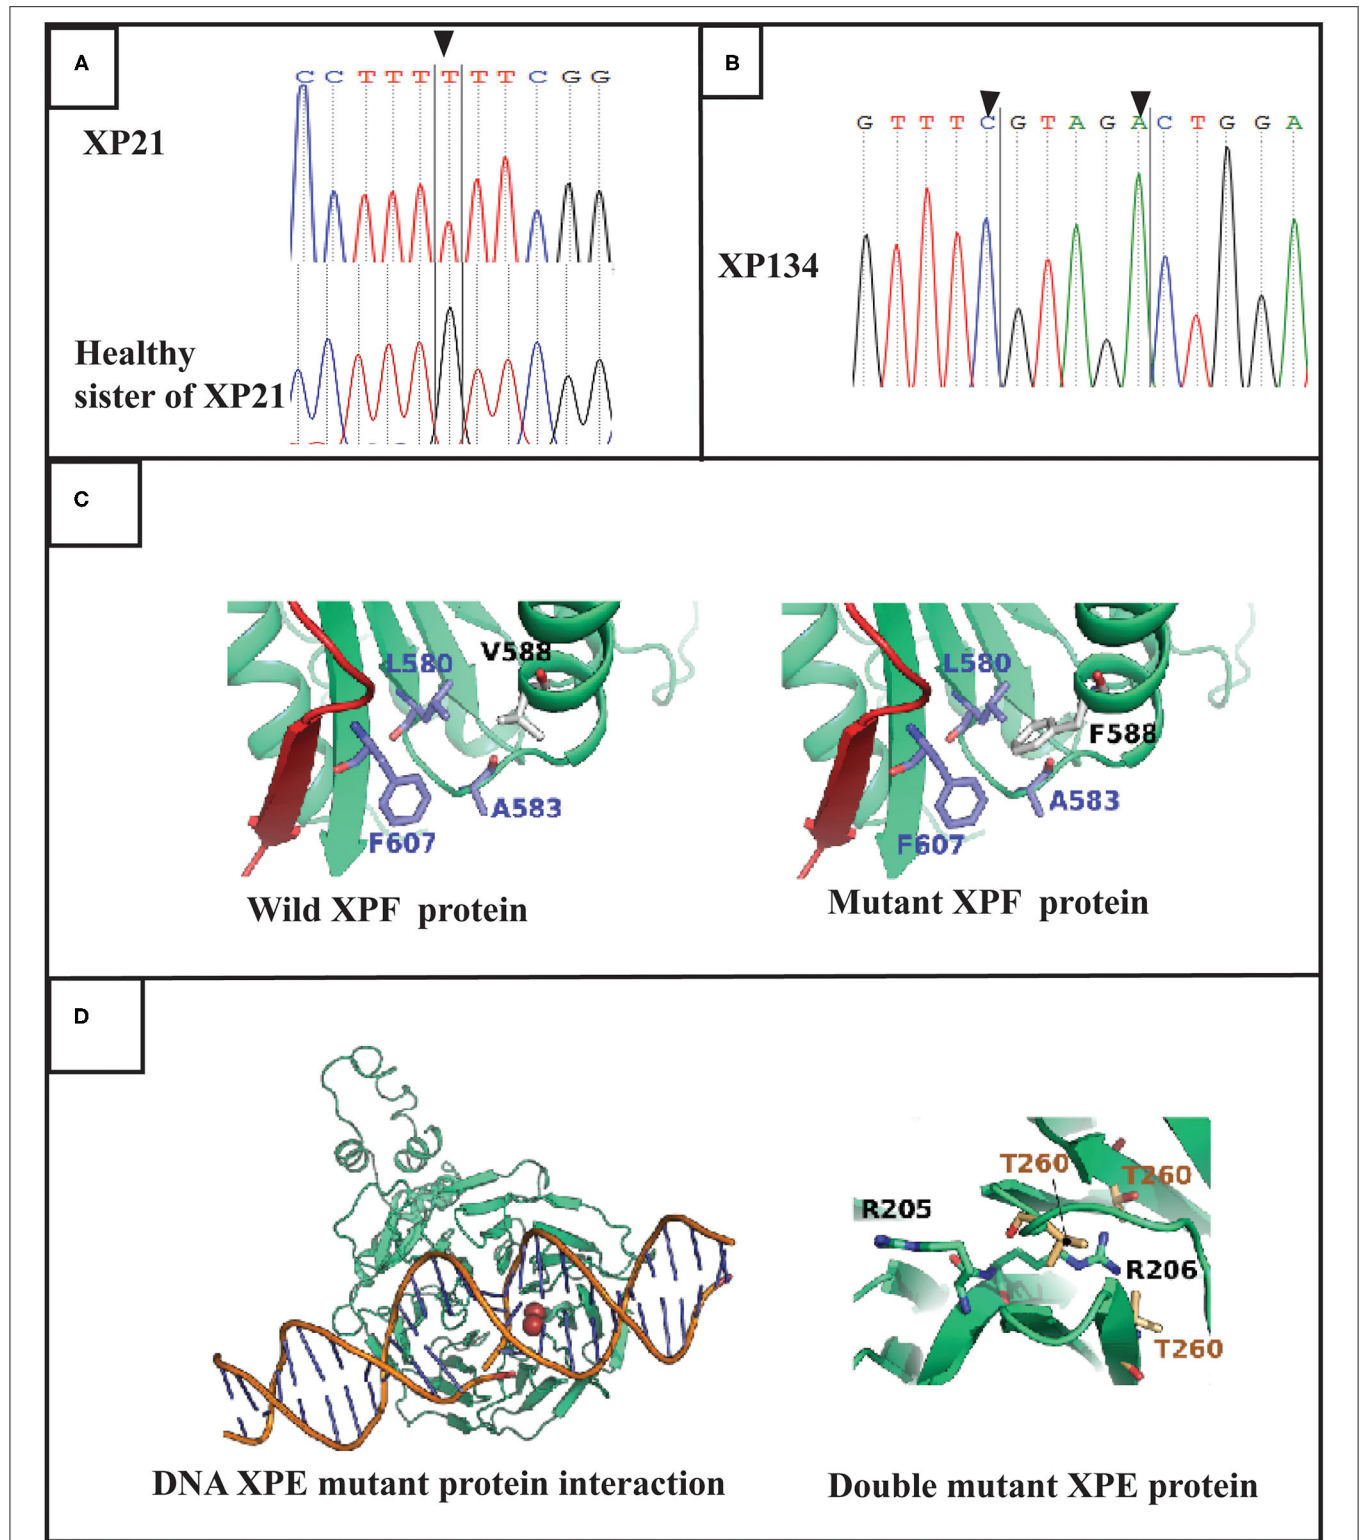 A
C C T T T T T T C G G
XP21
Healthy
sister of XP21
B
G T T T C G T A G A C T G G A
XP134
C
L580
V588
A583
F607
Wild XPF protein
L580
F588
A583
F607
Mutant XPF protein
D
DNA XPE mutant protein interaction
T260
T260
R205
R206
T260
Double mutant XPE protein